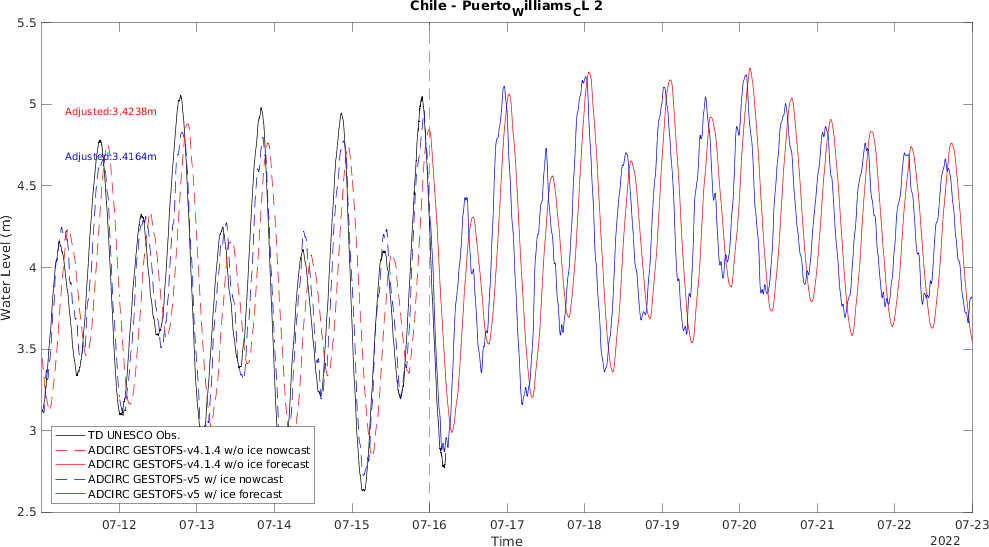 Chile - PuertoWilliamsCL 2
5.5
5
4.5
4
3.5
3
2.5
Water Level (m)
Adjusted:3.4238m
Adjusted:3.4164m
TD UNESCO Obs.
ADCIRC GESTOFS-v4.1.4 w/o ice nowcast
ADCIRC GESTOFS-v4.1.4 w/o ice forecast
ADCIRC GESTOFS-v5 w/ ice nowcast
ADCIRC GESTOFS-v5 w/ ice forecast
07-12 07-13 07-14 07-15 07-16 07-17 07-18 07-19 07-20 07-21 07-22 07-23
Time
2022